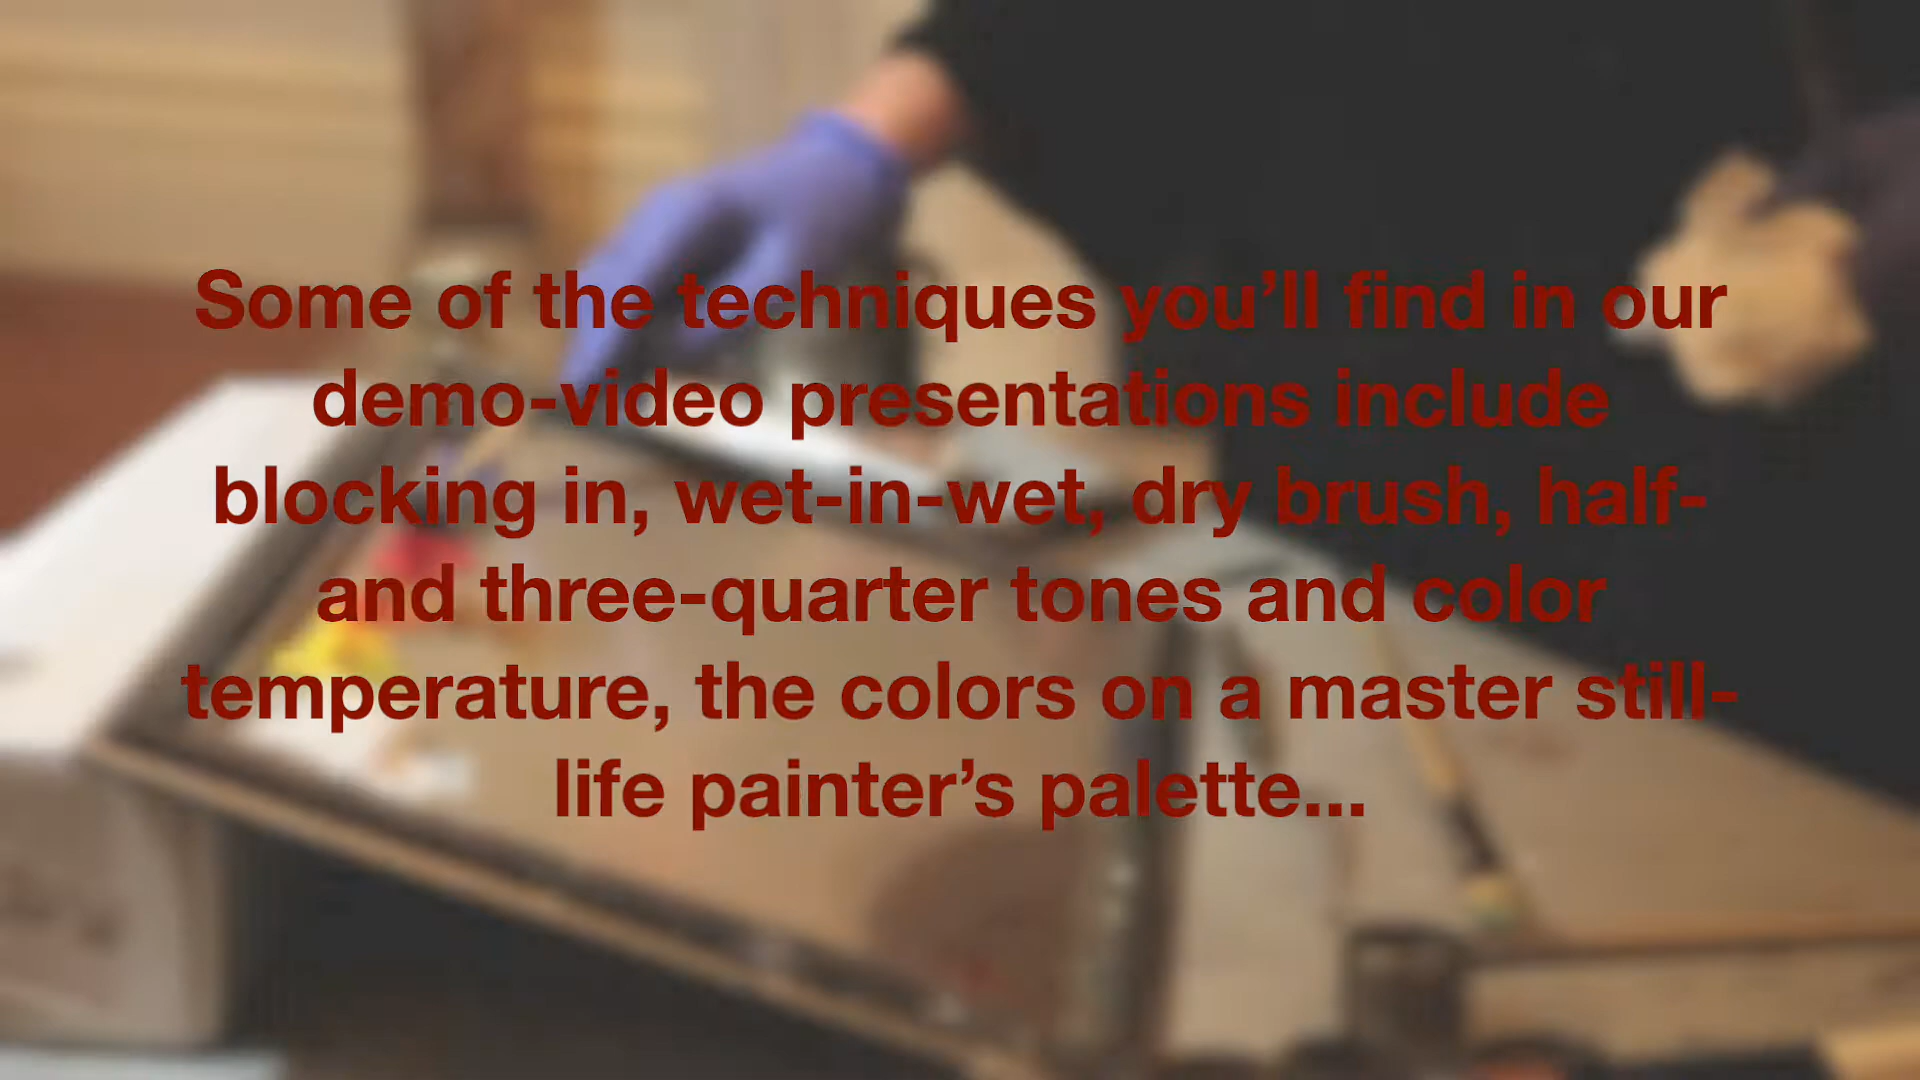 Some of the techniques you’ll find in our
demo-video presentations include
blocking in, wet-in-wet, dry brush, half-
and three-quarter tones and color
temperature, the colors on a master still-
life painter’s palette...